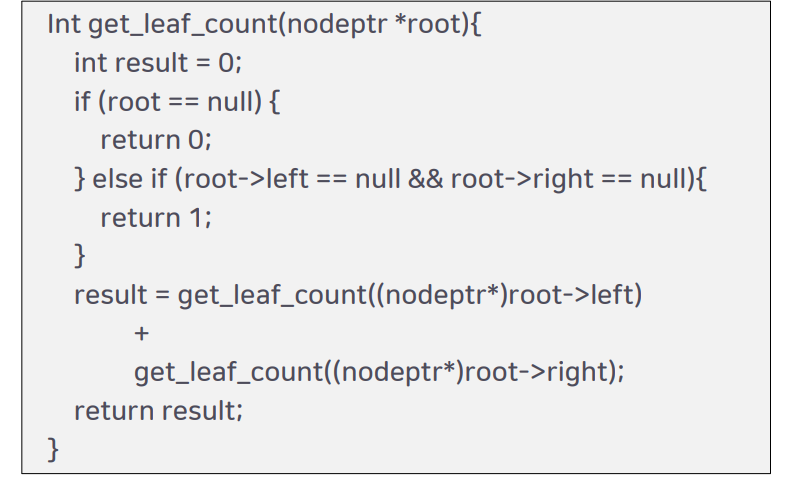 Int get_leaf_count(nodeptr *root){
int result = 0;
if (root == null) {
return 0;
} else if (root->left == null && root->right == null){
return 1;
}
result = get_leaf_count((nodeptr*)root->left)
+
get_leaf_count((nodeptr*)root->right);
return result;
}